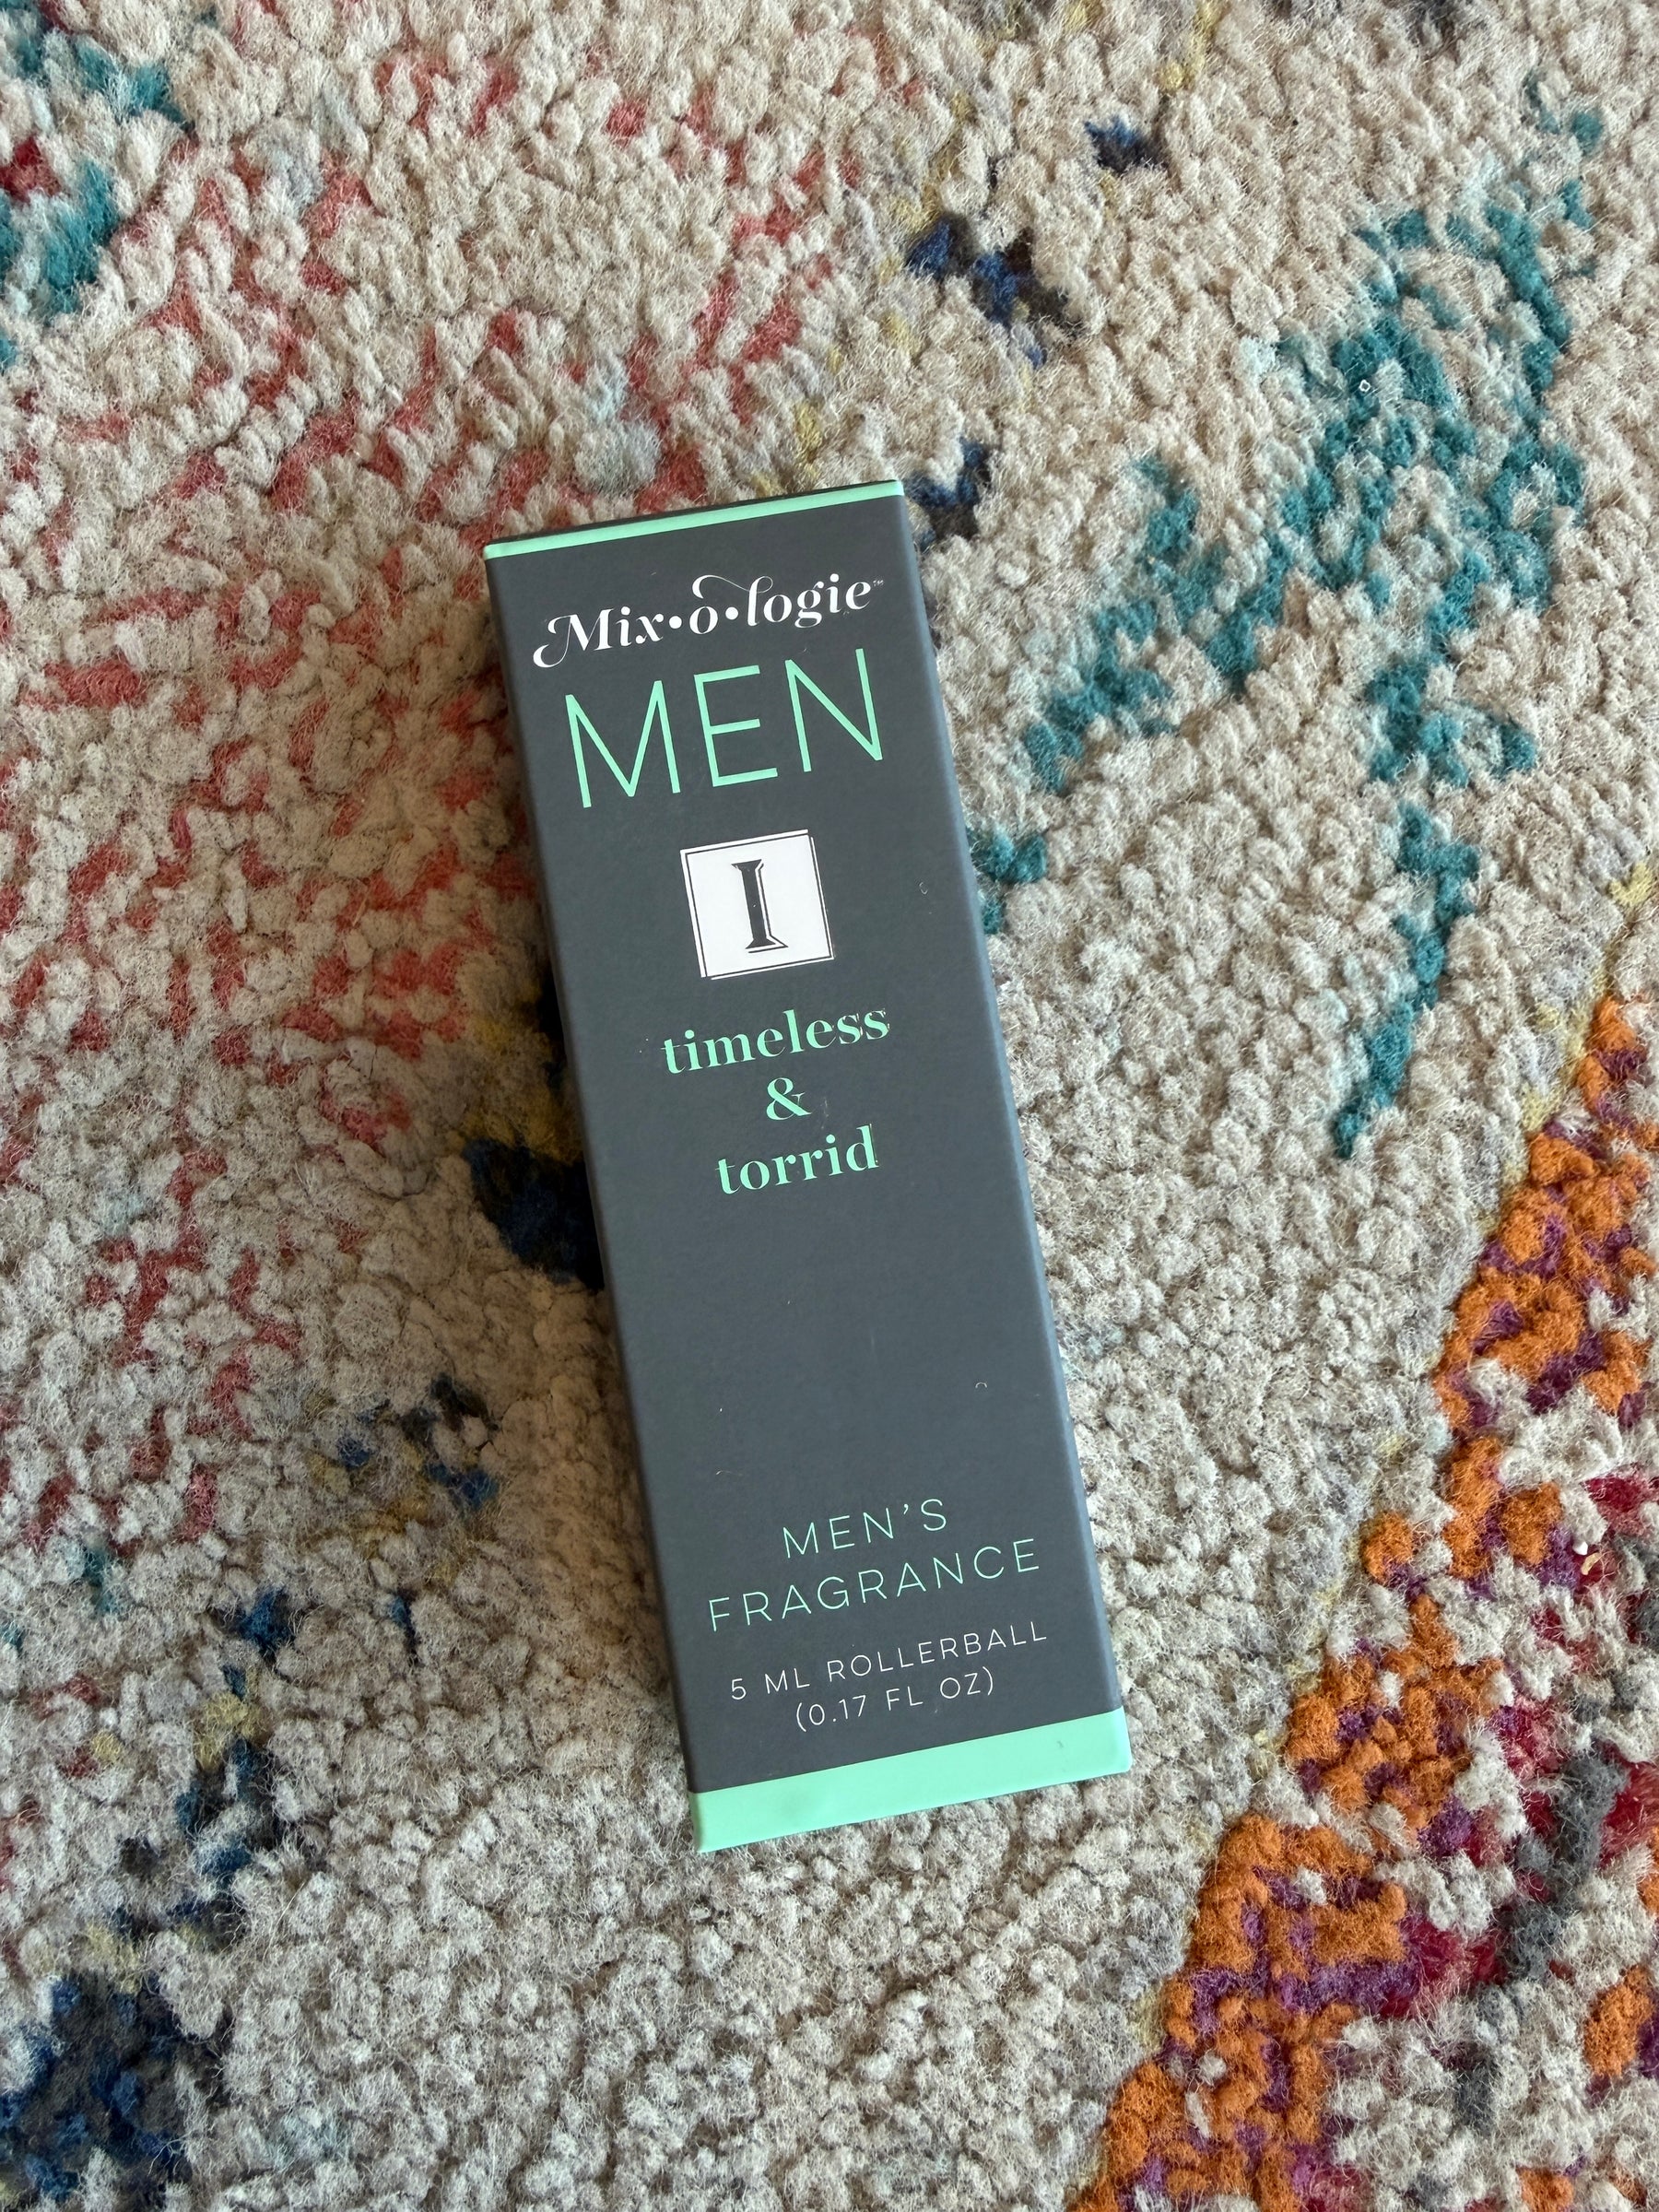 Mix•o•logie™
MEN
I
timeless
&
torrid
MEN'S
FRAGRANCE
5 ML ROLLERBALL
(0.17 FL OZ)